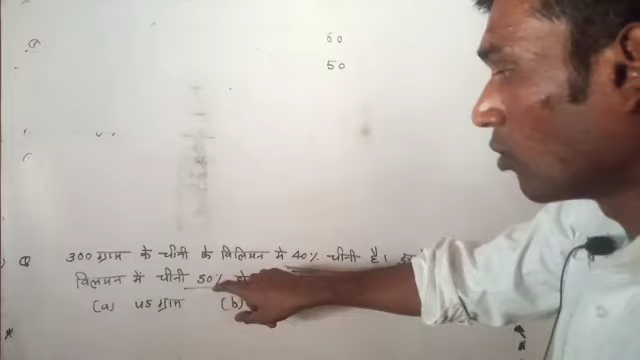 60
50
Q 300 ग्राम के चीनी के विलियन मे 40% चीनी है।
विलयन में चीनी 50%
(a) 45 ग्राम (b)